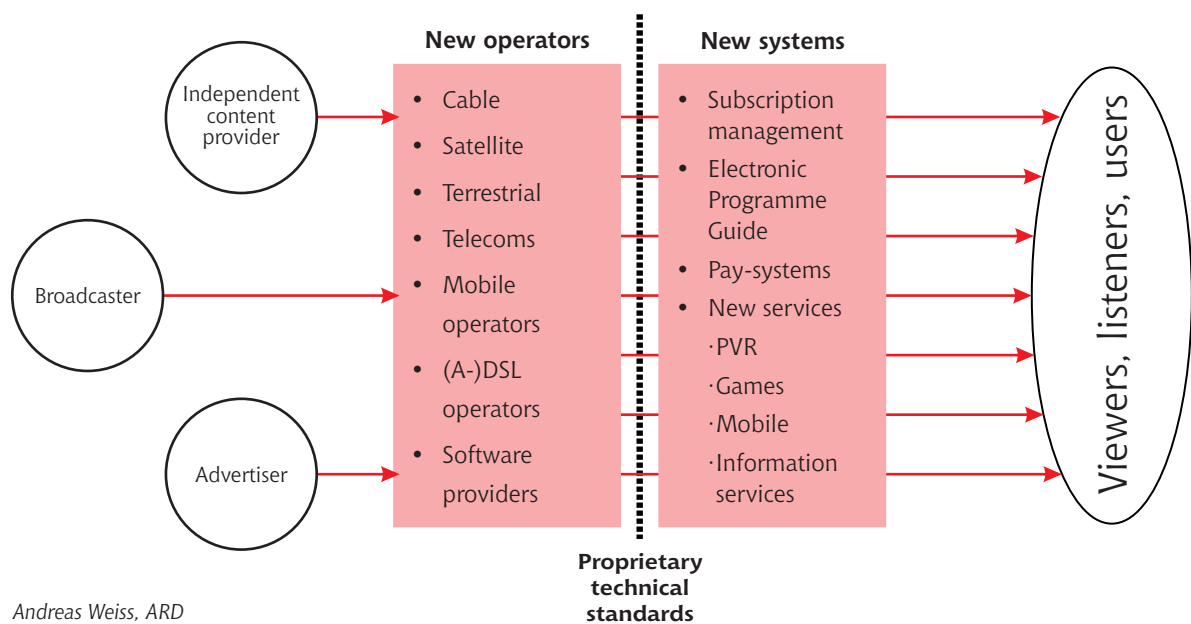 New operators
New systems
Independent
content
provider
Broadcaster
Advertiser
• Cable
• Satellite
• Terrestrial
• Telecoms
• Mobile
operators
• (A-)DSL
operators
• Software
providers
• Subscription
management
• Electronic
Programme
Guide
• Pay-systems
• New services
·PVR
·Games
·Mobile
·Information
services
Viewers, listeners, users
Proprietary
technical
standards
Andreas Weiss, ARD